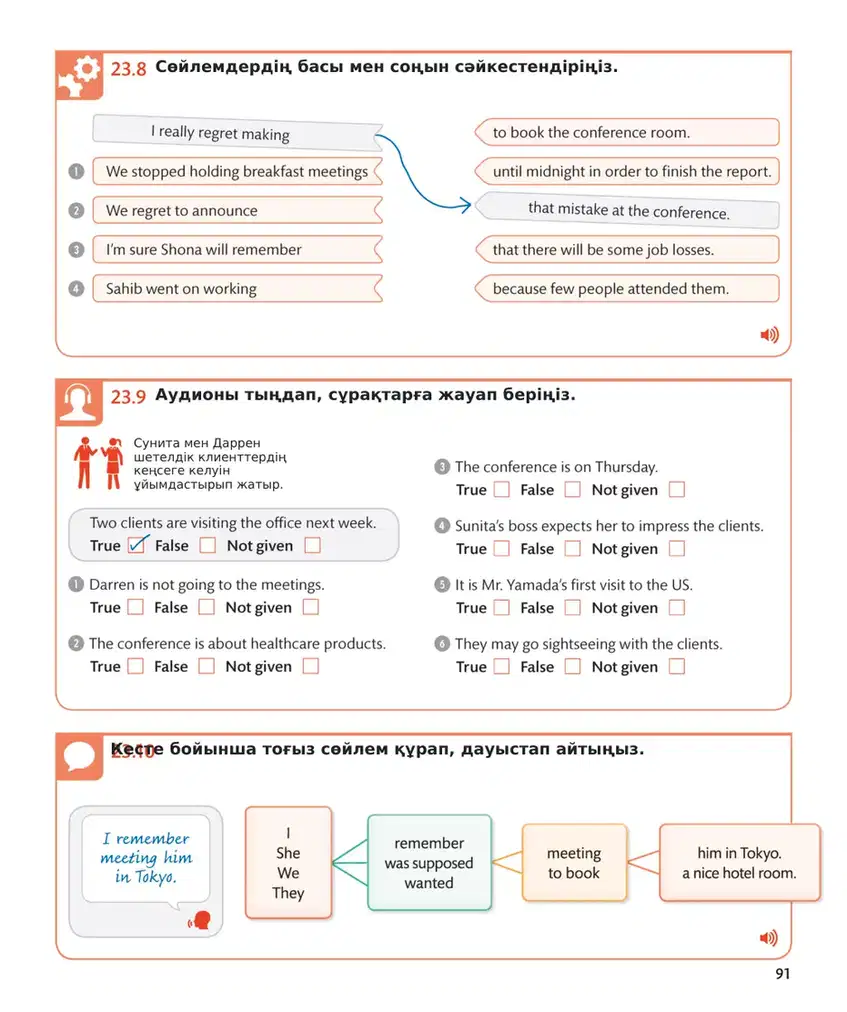 23.8 Сөйлемдердің басы мен соңын сәйкестендіріңіз.
I really regret making
1 We stopped holding breakfast meetings
2 We regret to announce
3 I'm sure Shona will remember
4 Sahib went on working
to book the conference room.
until midnight in order to finish the report.
that mistake at the conference.
that there will be some job losses.
because few people attended them.
23.9 Аудионы тыңдап, сұрақтарға жауап беріңіз.
Сунита мен Даррен
шетелдік клиенттердің
кеңсеге келуін
ұйымдастырып жатыр.
Two clients are visiting the office next week.
True False Not given
1 Darren is not going to the meetings.
True False Not given
2 The conference is about healthcare products.
True False Not given
3 The conference is on Thursday.
True False Not given
4 Sunita's boss expects her to impress the clients.
True False Not given
5 It is Mr. Yamada's first visit to the US.
True False Not given
6 They may go sightseeing with the clients.
True False Not given
23.10 Кесте бойынша тоғыз сөйлем құрап, дауыстап айтыңыз.
I remember
meeting him
in Tokyo.
I
She
We
They
remember
was supposed
wanted
meeting
to book
him in Tokyo.
a nice hotel room.
91